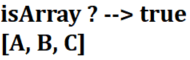 isArray ? --> true
[A, B, C]